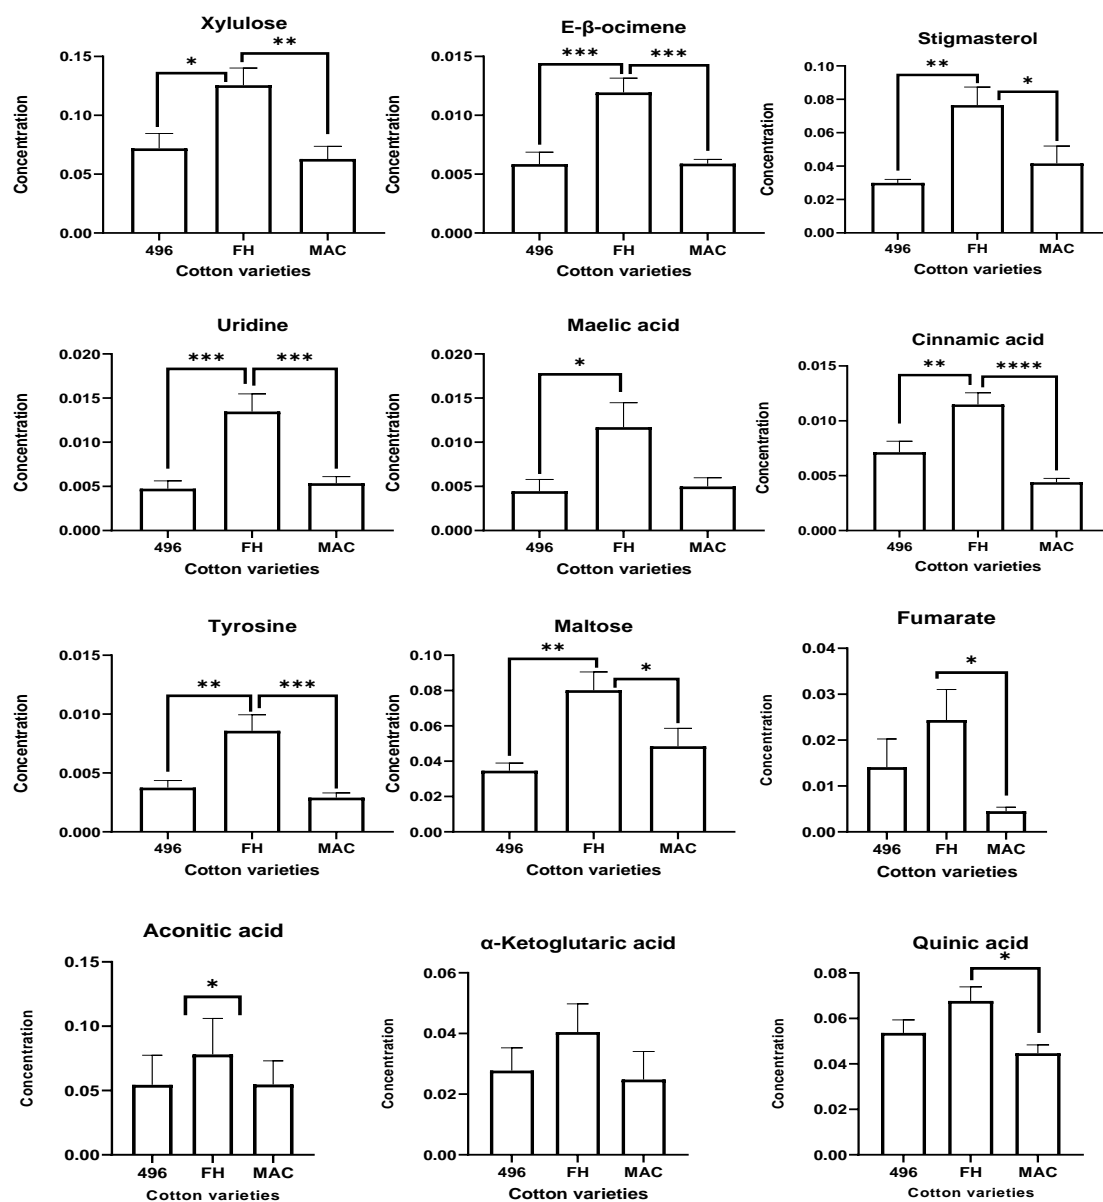 Xylulose
* **
0.15
0.10
0.05
0.00
Concentration
496 FH MAC
Cotton varieties
E-β-ocimene
*** ***
0.015
0.010
0.005
0.000
Concentration
496 FH MAC
Cotton varieties
Stigmasterol
** *
0.10
0.08
0.06
0.04
0.02
0.00
Concentration
496 FH MAC
Cotton varieties
Uridine
*** ***
0.020
0.015
0.010
0.005
0.000
Concentration
496 FH MAC
Cotton varieties
Maelic acid
*
0.020
0.015
0.010
0.005
0.000
Concentration
496 FH MAC
Cotton varieties
Cinnamic acid
** ****
0.015
0.010
0.005
0.000
Concentration
496 FH MAC
Cotton varieties
Tyrosine
** ***
0.015
0.010
0.005
0.000
Concentration
496 FH MAC
Cotton varieties
Maltose
** *
0.10
0.08
0.06
0.04
0.02
0.00
Concentration
496 FH MAC
Cotton varieties
Fumarate
*
0.04
0.03
0.02
0.01
0.00
Concentration
496 FH MAC
Cotton varieties
Aconitic acid
*
0.15
0.10
0.05
0.00
Concentration
496 FH MAC
Cotton varieties
α-Ketoglutaric acid
0.06
0.04
0.02
0.00
Concentration
496 FH MAC
Cotton varieties
Quinic acid
*
0.08
0.06
0.04
0.02
0.00
Concentration
496 FH MAC
Cotton varieties